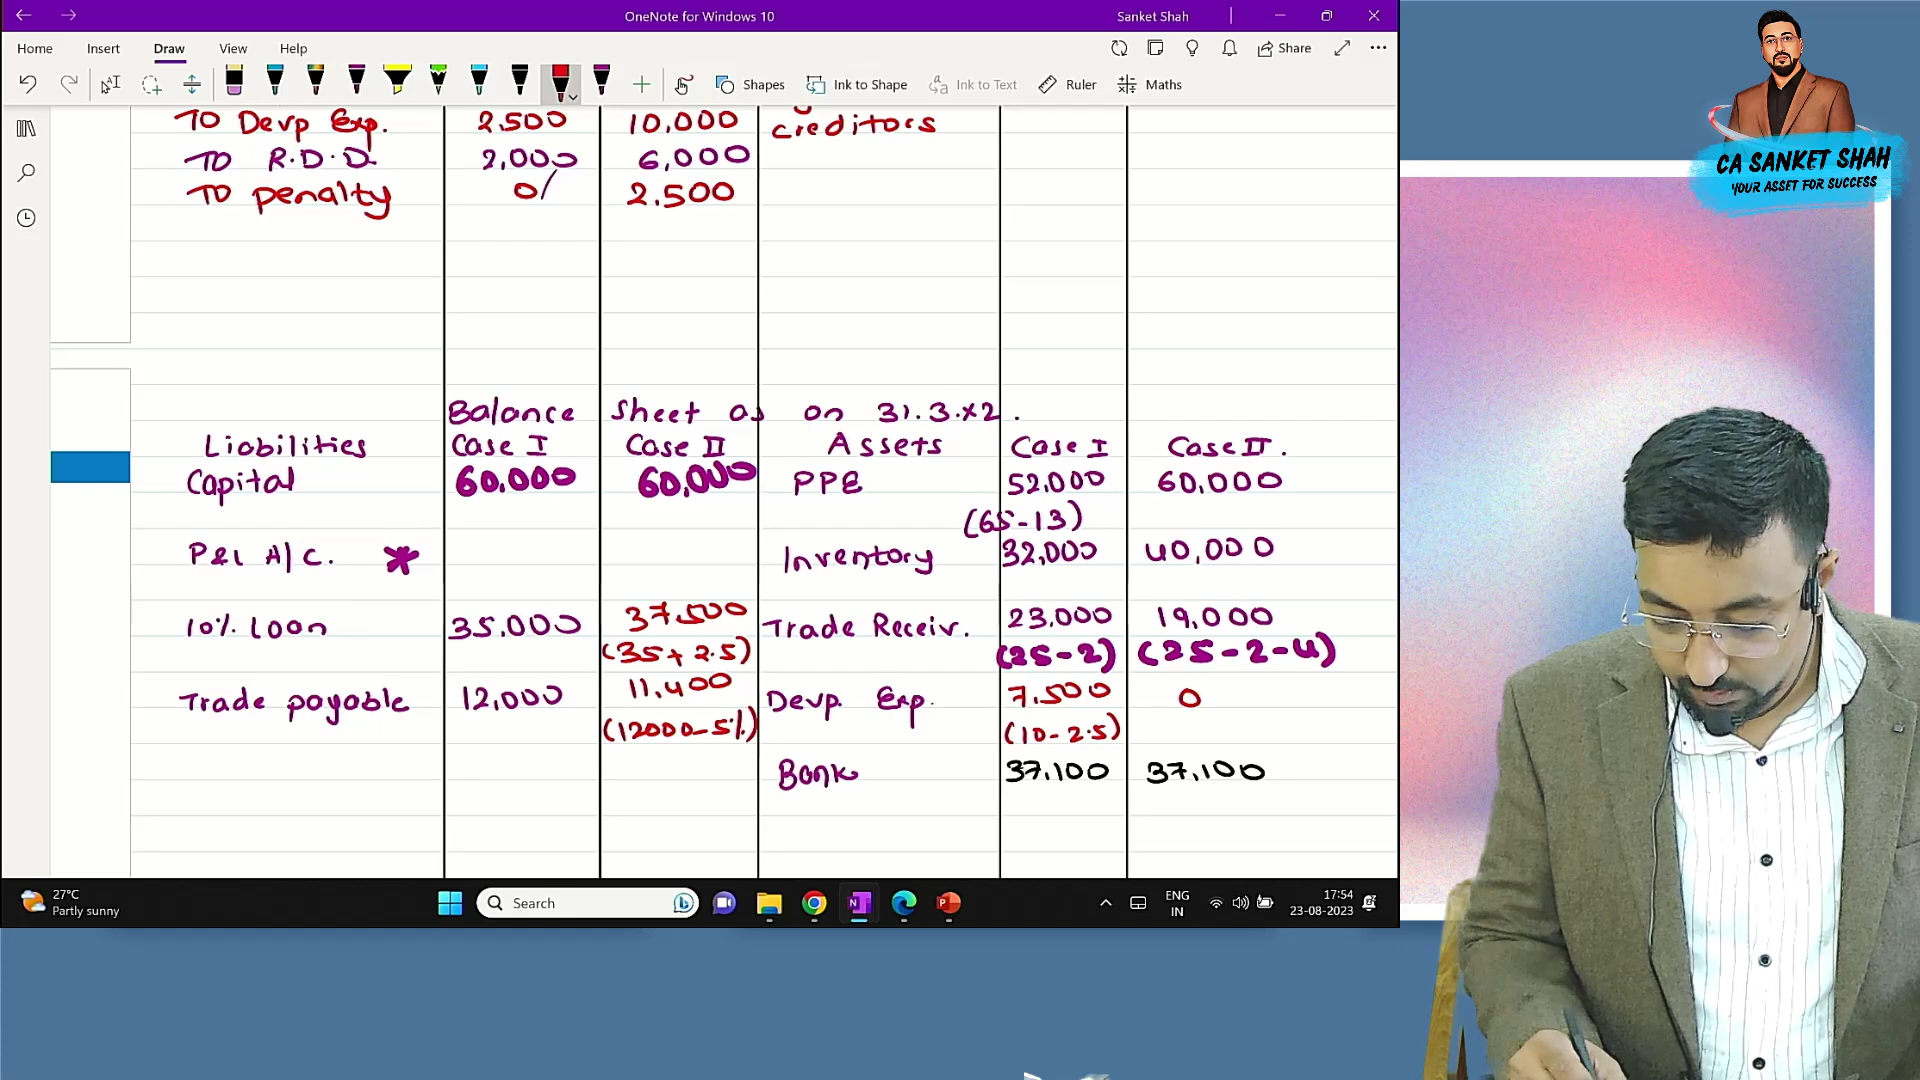 OneNote for Windows 10
Sanket Shah
Home Insert Draw View Help
Share
Shapes Ink to Shape Ink to Text Ruler Maths
TO Devp Exp. 2,500 10,000 creditors
TO R.D.D. 2,000 6,000
TO penalty 0/ 2,500
Balance Sheet as on 31.3.x2.
Liabilities Case I Case II Assets Case I Case II.
Capital 60,000 60,000 PPE 52,000 60,000
(65-13)
P&L A/C. * Inventory 32,000 40,000
10% Loan 35,000 37,500 Trade Receiv. 23,000 19,000
(35+2.5) (25-2) (25-2-4)
Trade payable 12,000 11,400 Devp. Exp. 7,500 0
(12000-5%) (10-2.5)
Bank 37,100 37,100
27°C
Partly sunny
Search
ENG
IN
17:54
23-08-2023
CA SANKET SHAH
YOUR ASSET FOR SUCCESS